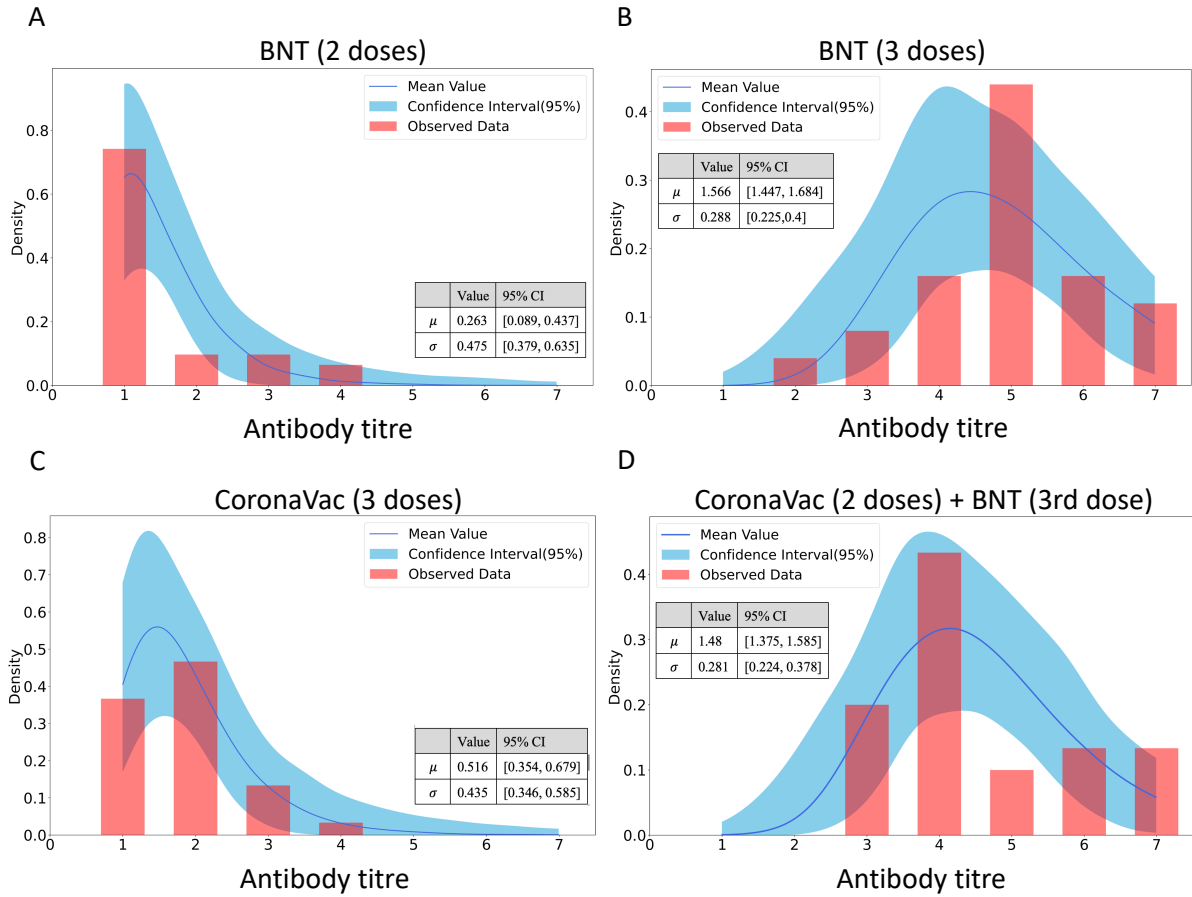 A
BNT (2 doses)
Mean Value
Confidence Interval(95%)
Observed Data
Value 95% CI
μ 0.263 [0.089, 0.437]
σ 0.475 [0.379, 0.635]
Density
0.8
0.6
0.4
0.2
0.0
0 1 2 3 4 5 6 7
Antibody titre
B
BNT (3 doses)
Mean Value
Confidence Interval(95%)
Observed Data
Value 95% CI
μ 1.566 [1.447, 1.684]
σ 0.288 [0.225,0.4]
Density
0.4
0.3
0.2
0.1
0.0
0 1 2 3 4 5 6 7
Antibody titre
C
CoronaVac (3 doses)
Mean Value
Confidence Interval(95%)
Observed Data
Value 95% CI
μ 0.516 [0.354, 0.679]
σ 0.435 [0.346, 0.585]
Density
0.8
0.7
0.6
0.5
0.4
0.3
0.2
0.1
0.0
0 1 2 3 4 5 6 7
Antibody titre
D
CoronaVac (2 doses) + BNT (3rd dose)
Mean Value
Confidence Interval(95%)
Observed Data
Value 95% CI
μ 1.48 [1.375, 1.585]
σ 0.281 [0.224, 0.378]
Density
0.4
0.3
0.2
0.1
0.0
0 1 2 3 4 5 6 7
Antibody titre